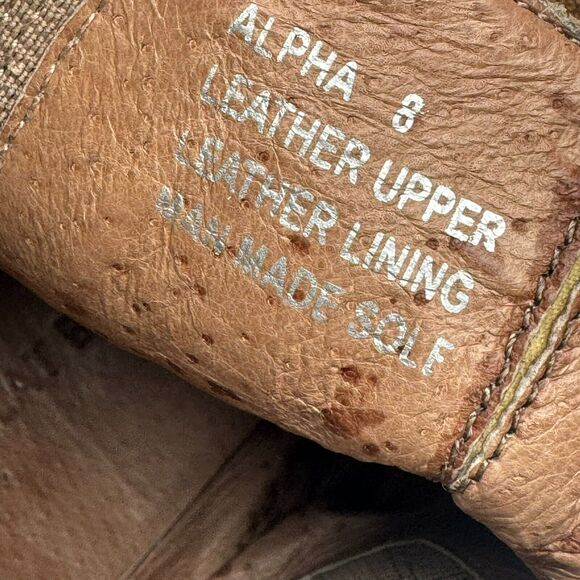 ALPHA 8
LEATHER UPPER
LEATHER LINING
MAN MADE SOLE